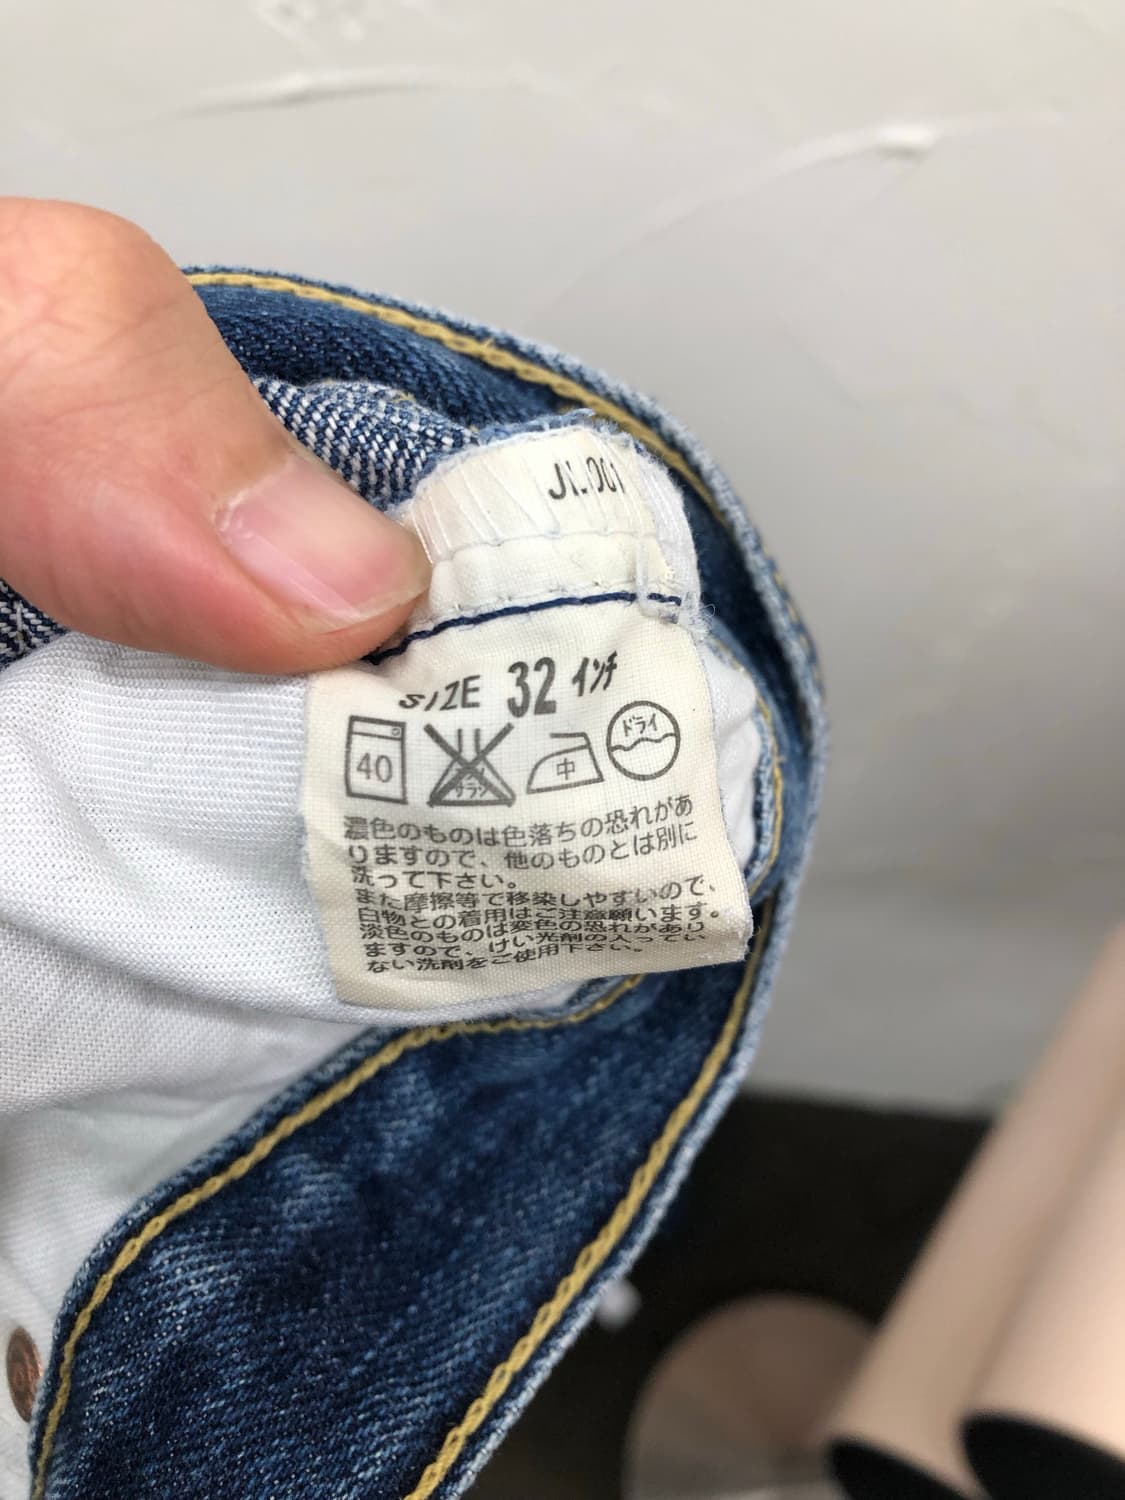 SIZE 32 インチ
40
中
ドライ
濃色のものは色落ちの恐れがあ
りますので、他のものとは別に
洗って下さい。
また摩擦等で移染しやすいので、
白物との着用はご注意願います。
淡色のものは変色の恐れがあり
ますので、けい光剤の入ってい
ない洗剤をご使用下さい。